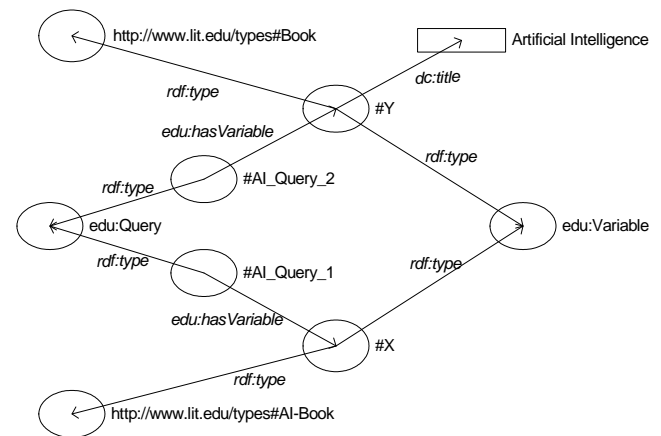 http://www.lit.edu/types#Book
Artificial Intelligence
dc:title
rdf:type
#Y
edu:hasVariable
rdf:type
#AI_Query_2
rdf:type
edu:Query
edu:Variable
rdf:type
rdf:type
#AI_Query_1
edu:hasVariable
#X
rdf:type
http://www.lit.edu/types#AI-Book